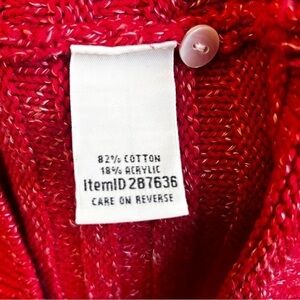 82% COTTON
18% ACRYLIC
ItemID 287636
CARE ON REVERSE